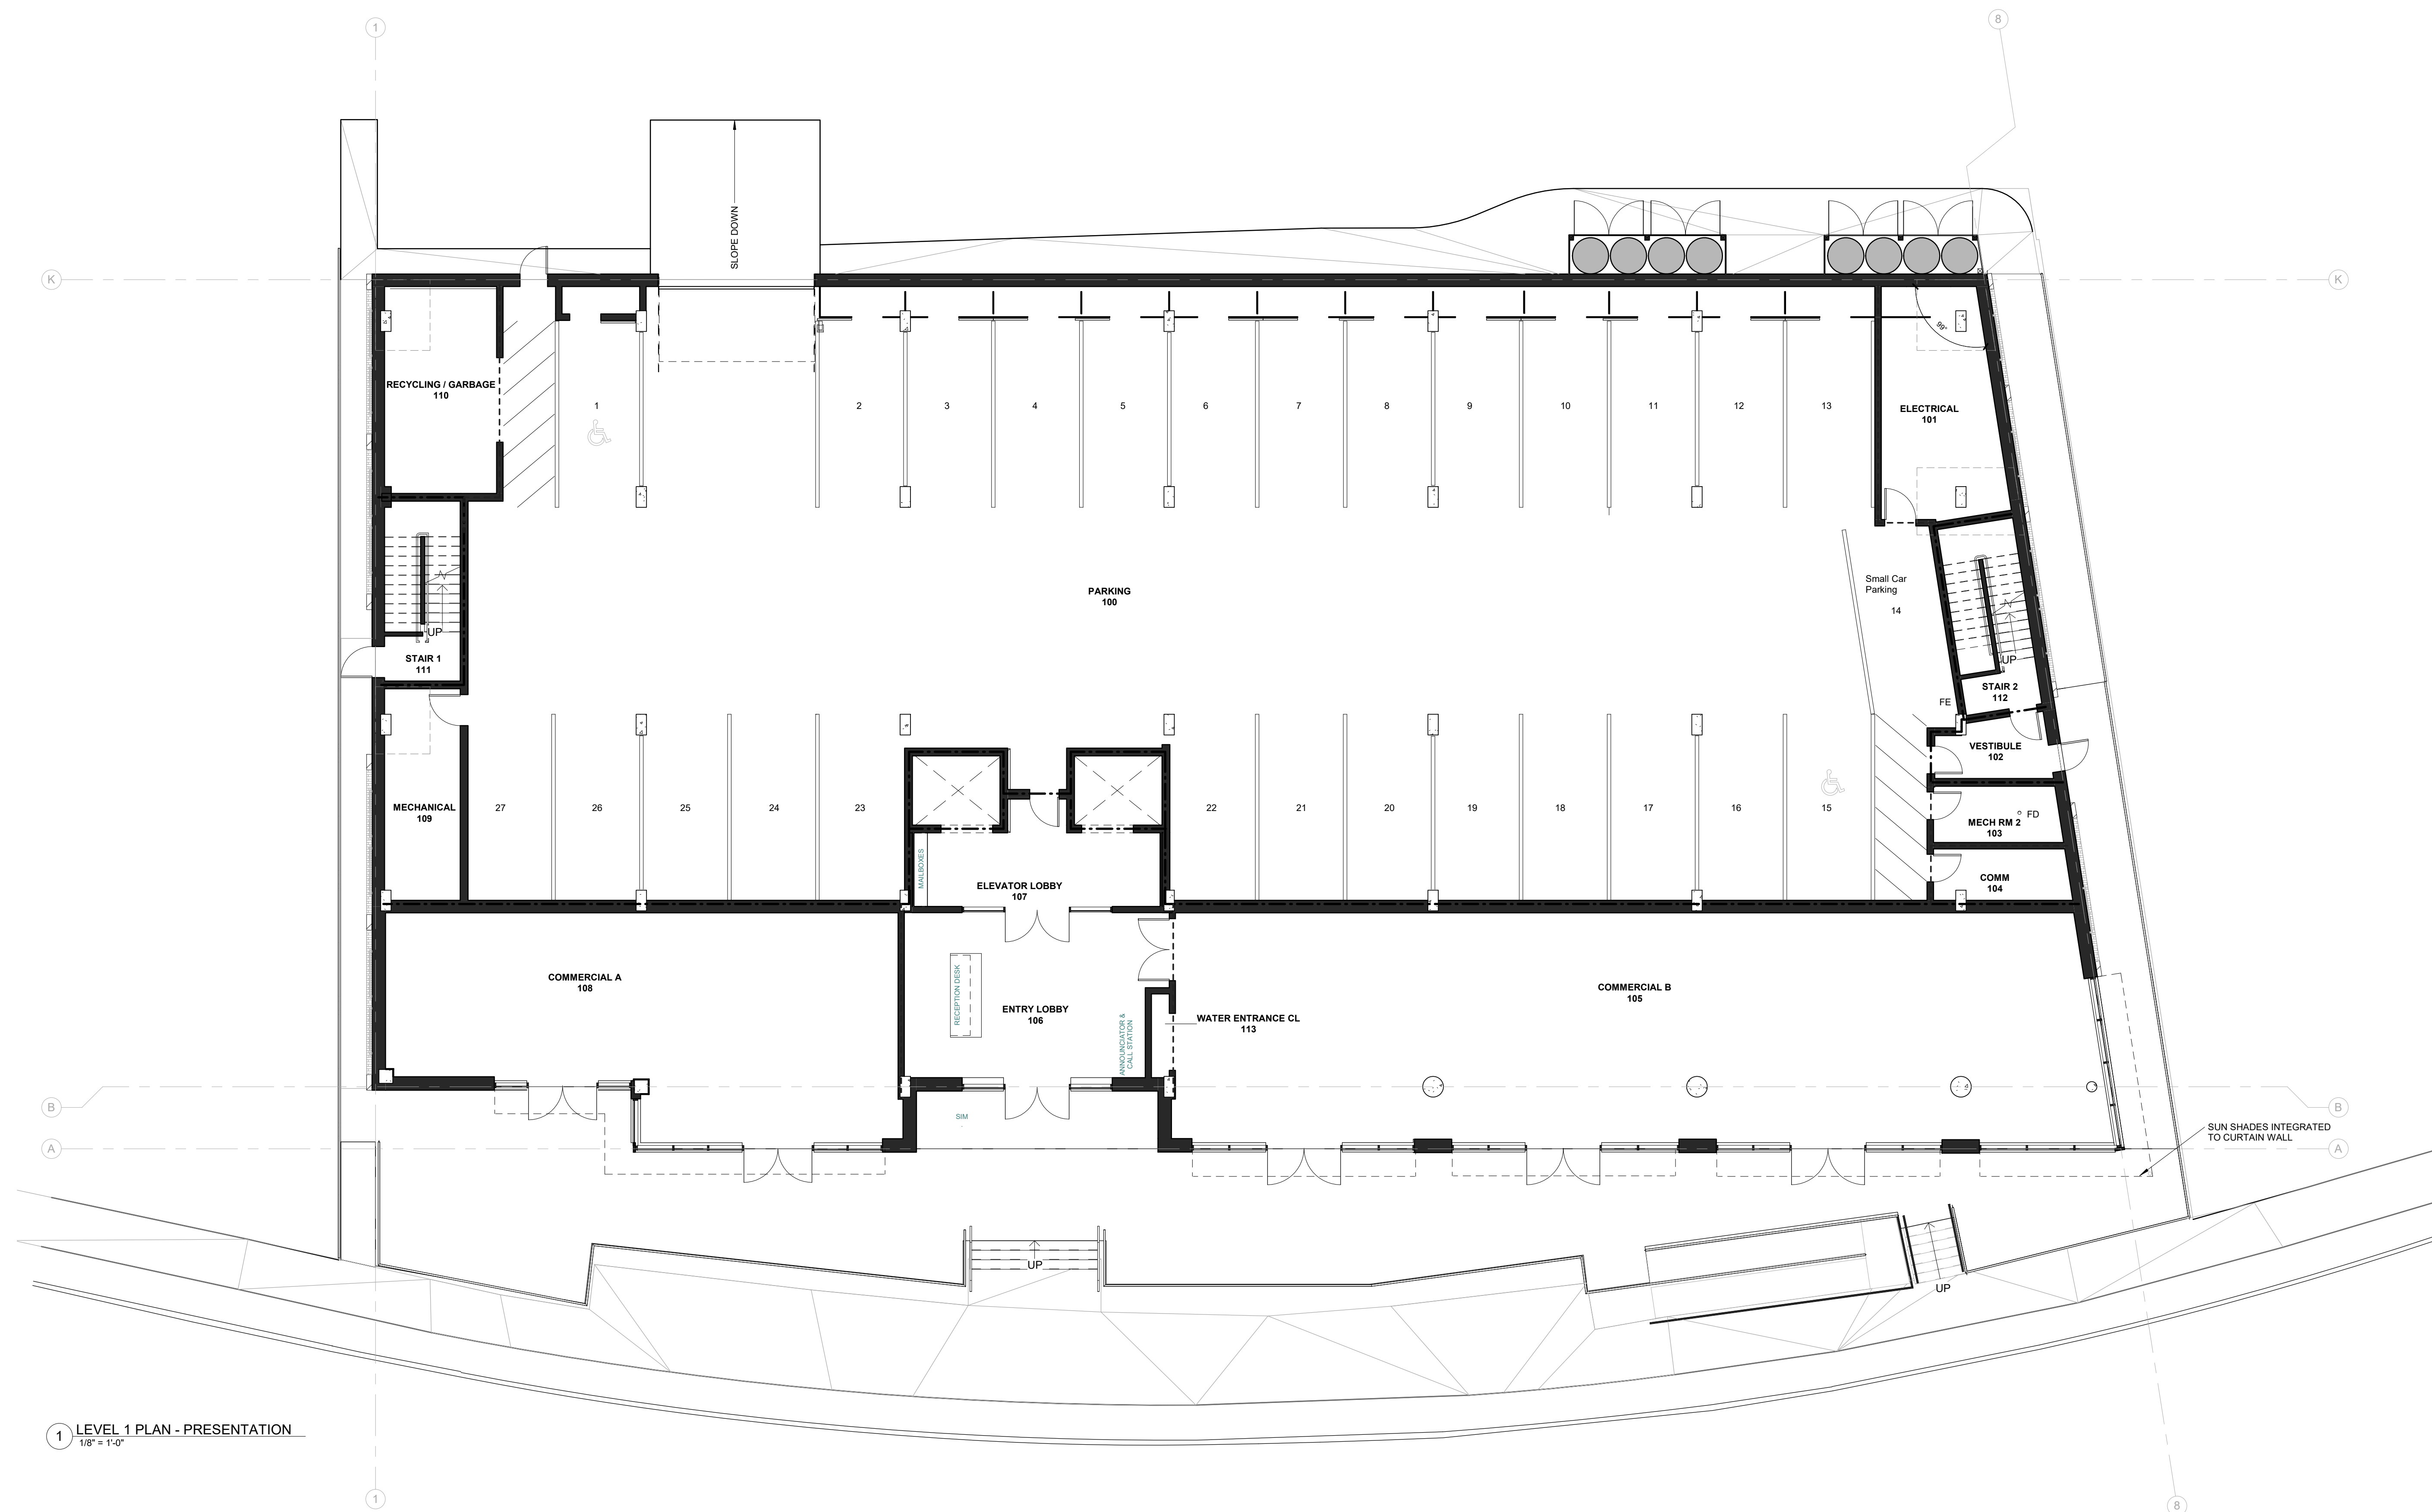 1
8
SLOPE DOWN
K
K
99°
RECYCLING / GARBAGE
110
1
2
3
4
5
6
7
8
9
10
11
12
13
ELECTRICAL
101
PARKING
100
Small Car
Parking
14
UP
STAIR 1
111
UP
STAIR 2
112
FE
VESTIBULE
102
MECHANICAL
109
27
26
25
24
23
22
21
20
19
18
17
16
15
FD
MECH RM 2
103
MAILBOXES
ELEVATOR LOBBY
107
COMM
104
COMMERCIAL A
108
RECEPTION DESK
ENTRY LOBBY
106
ANNOUNCIATOR &
CALL STATION
WATER ENTRANCE CL
113
COMMERCIAL B
105
B
B
SIM
A
A
SUN SHADES INTEGRATED
TO CURTAIN WALL
UP
UP
1
LEVEL 1 PLAN - PRESENTATION
1/8" = 1'-0"
1
8